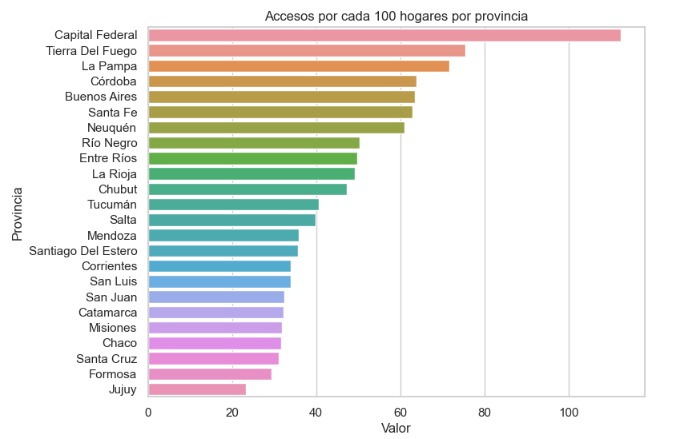 Accesos por cada 100 hogares por provincia
Capital Federal
Tierra Del Fuego
La Pampa
Córdoba
Buenos Aires
Santa Fe
Neuquén
Río Negro
Entre Ríos
La Rioja
Chubut
Tucumán
Salta
Mendoza
Santiago Del Estero
Corrientes
San Luis
San Juan
Catamarca
Misiones
Chaco
Santa Cruz
Formosa
Jujuy
Provincia
0 20 40 60 80 100
Valor